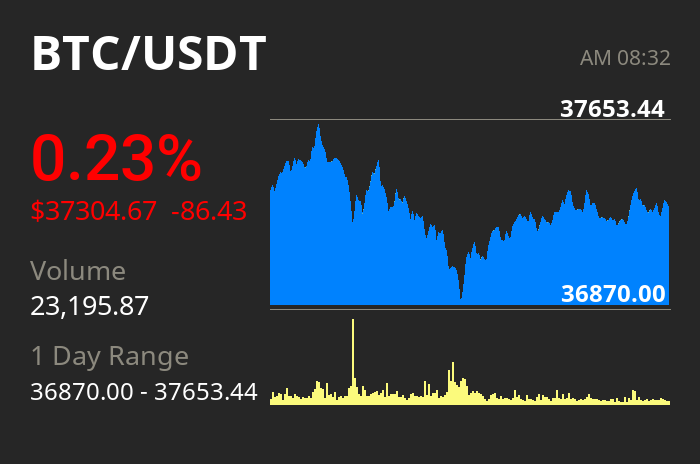 BTC/USDT
AM 08:32
37653.44
0.23%
$37304.67 -86.43
Volume
23,195.87
36870.00
1 Day Range
36870.00 - 37653.44